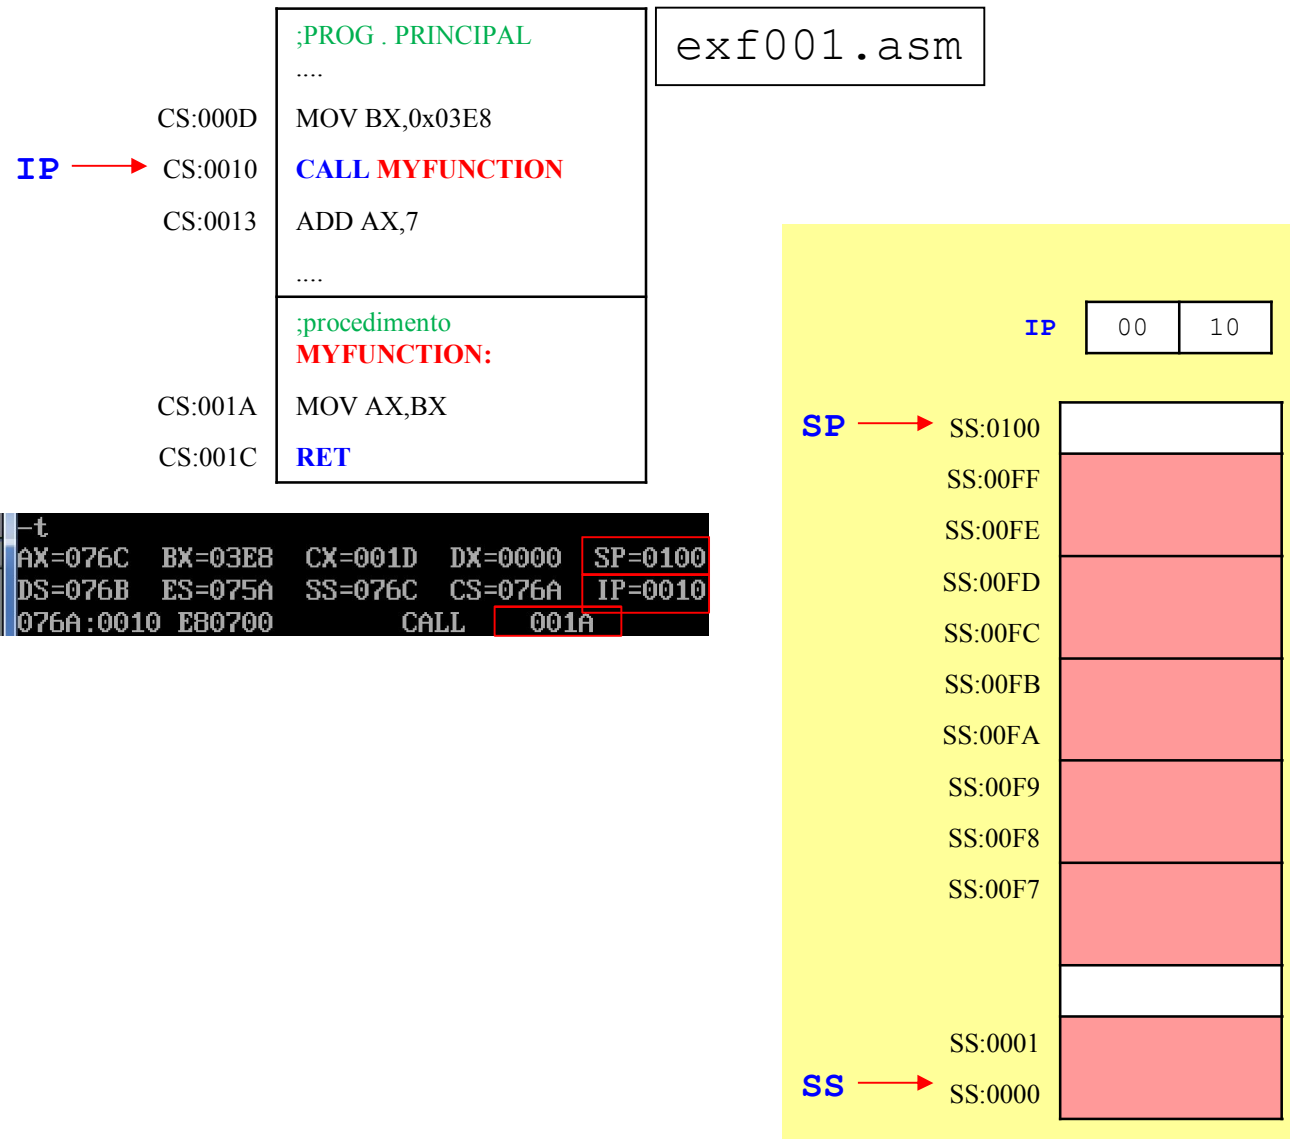 ;PROG . PRINCIPAL
....
exf001.asm
CS:000D MOV BX,0x03E8
IP CS:0010 CALL MYFUNCTION
CS:0013 ADD AX,7
....
;procedimento
MYFUNCTION:
CS:001A MOV AX,BX
CS:001C RET
-t
AX=076C BX=03E8 CX=001D DX=0000 SP=0100
DS=076B ES=075A SS=076C CS=076A IP=0010
076A:0010 E80700 CALL 001A
IP 00 10
SP SS:0100
SS:00FF
SS:00FE
SS:00FD
SS:00FC
SS:00FB
SS:00FA
SS:00F9
SS:00F8
SS:00F7
SS:0001
SS SS:0000